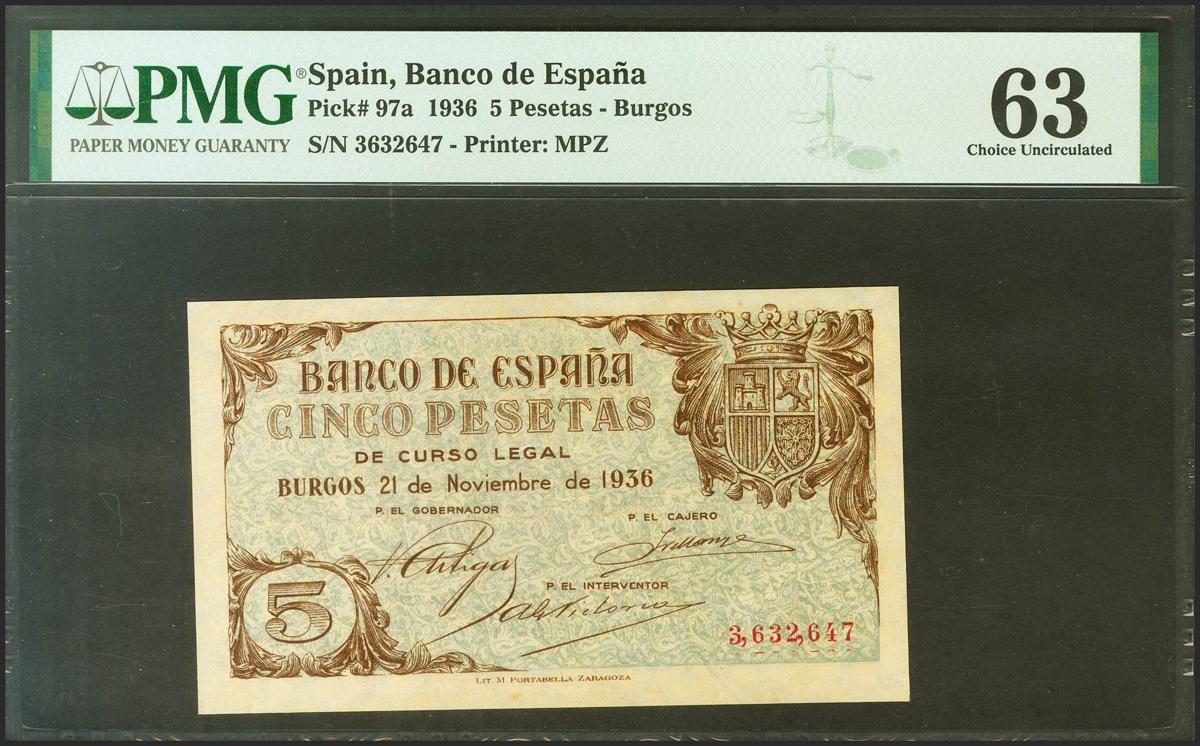 PMG®
PAPER MONEY GUARANTY
Spain, Banco de España
Pick# 97a 1936 5 Pesetas - Burgos
S/N 3632647 - Printer: MPZ
63
Choice Uncirculated
BANCO DE ESPAÑA
CINCO PESETAS
DE CURSO LEGAL
BURGOS 21 de Noviembre de 1936
P. EL GOBERNADOR
P. EL CAJERO
P. EL INTERVENTOR
5
3,632,647
LIT. M PORTABELLA ZARAGOZA